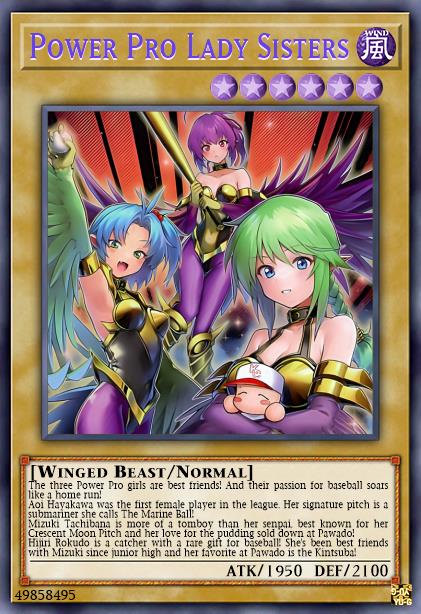 Power Pro Lady Sisters
WIND
風
[Winged Beast/Normal]
The three Power Pro girls are best friends! And their passion for baseball soars
like a home run!
Aoi Hayakawa was the first female player in the league. Her signature pitch is a
submariner she calls The Marine Ball!
Mizuki Tachibana is more of a tomboy than her senpai, best known for her
Crescent Moon Pitch and her love for the pudding sold down at Pawado!
Hijiri Rokudo is a catcher with a rare gift for baseball! She's been best friends
with Mizuki since junior high and her favorite at Pawado is the Kintsuba!
ATK/1950 DEF/2100
49858495